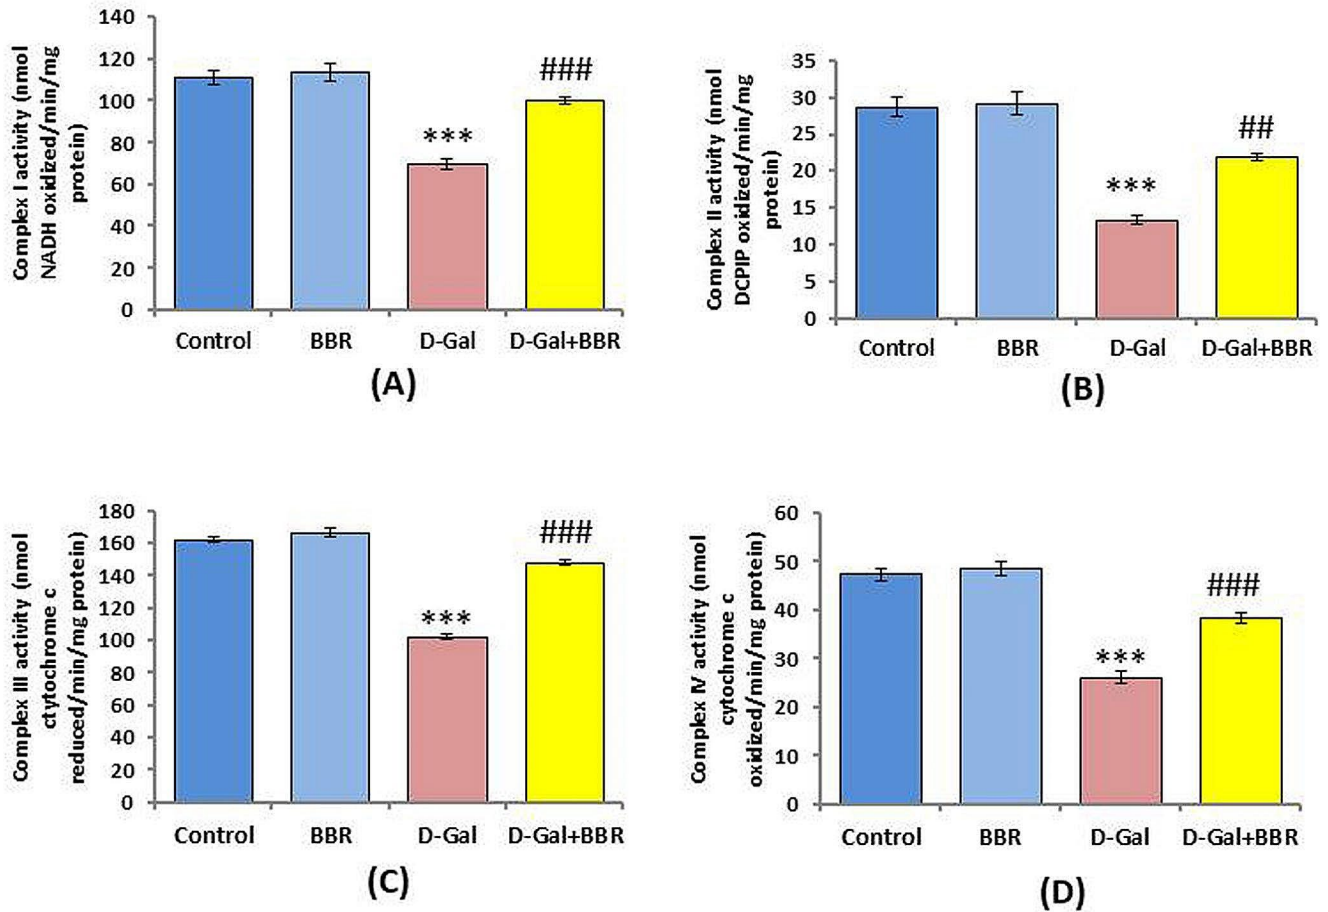 Complex I activity (nmol
NADH oxidized/min/mg
protein)
140
120
100
80
60
40
20
0
***
###
Control BBR D-Gal D-Gal+BBR
(A)
Complex II activity (nmol
DCPIP oxidized/min/mg
protein)
35
30
25
20
15
10
5
0
***
##
Control BBR D-Gal D-Gal+BBR
(B)
Complex III activity (nmol
ctytochrome c
reduced/min/mg protein)
180
160
140
120
100
80
60
40
20
0
***
###
Control BBR D-Gal D-Gal+BBR
(C)
Complex IV activity (nmol
cytochrome c
oxidized/min/mg protein)
60
50
40
30
20
10
0
***
###
Control BBR D-Gal D-Gal+BBR
(D)